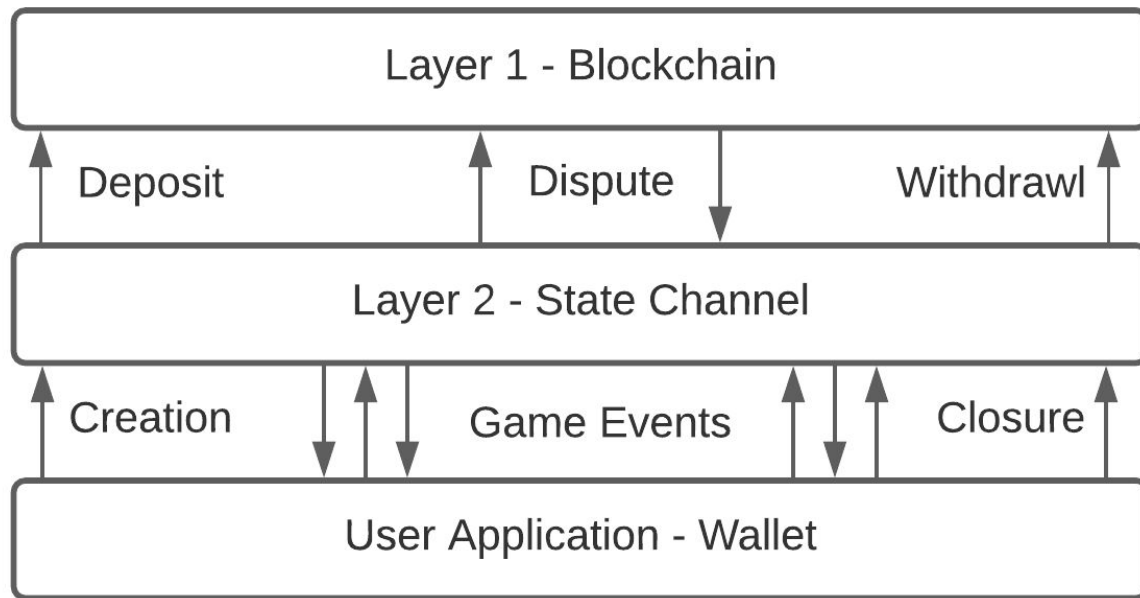 Layer 1 - Blockchain
Deposit
Dispute
Withdrawl
Layer 2 - State Channel
Creation
Game Events
Closure
User Application - Wallet